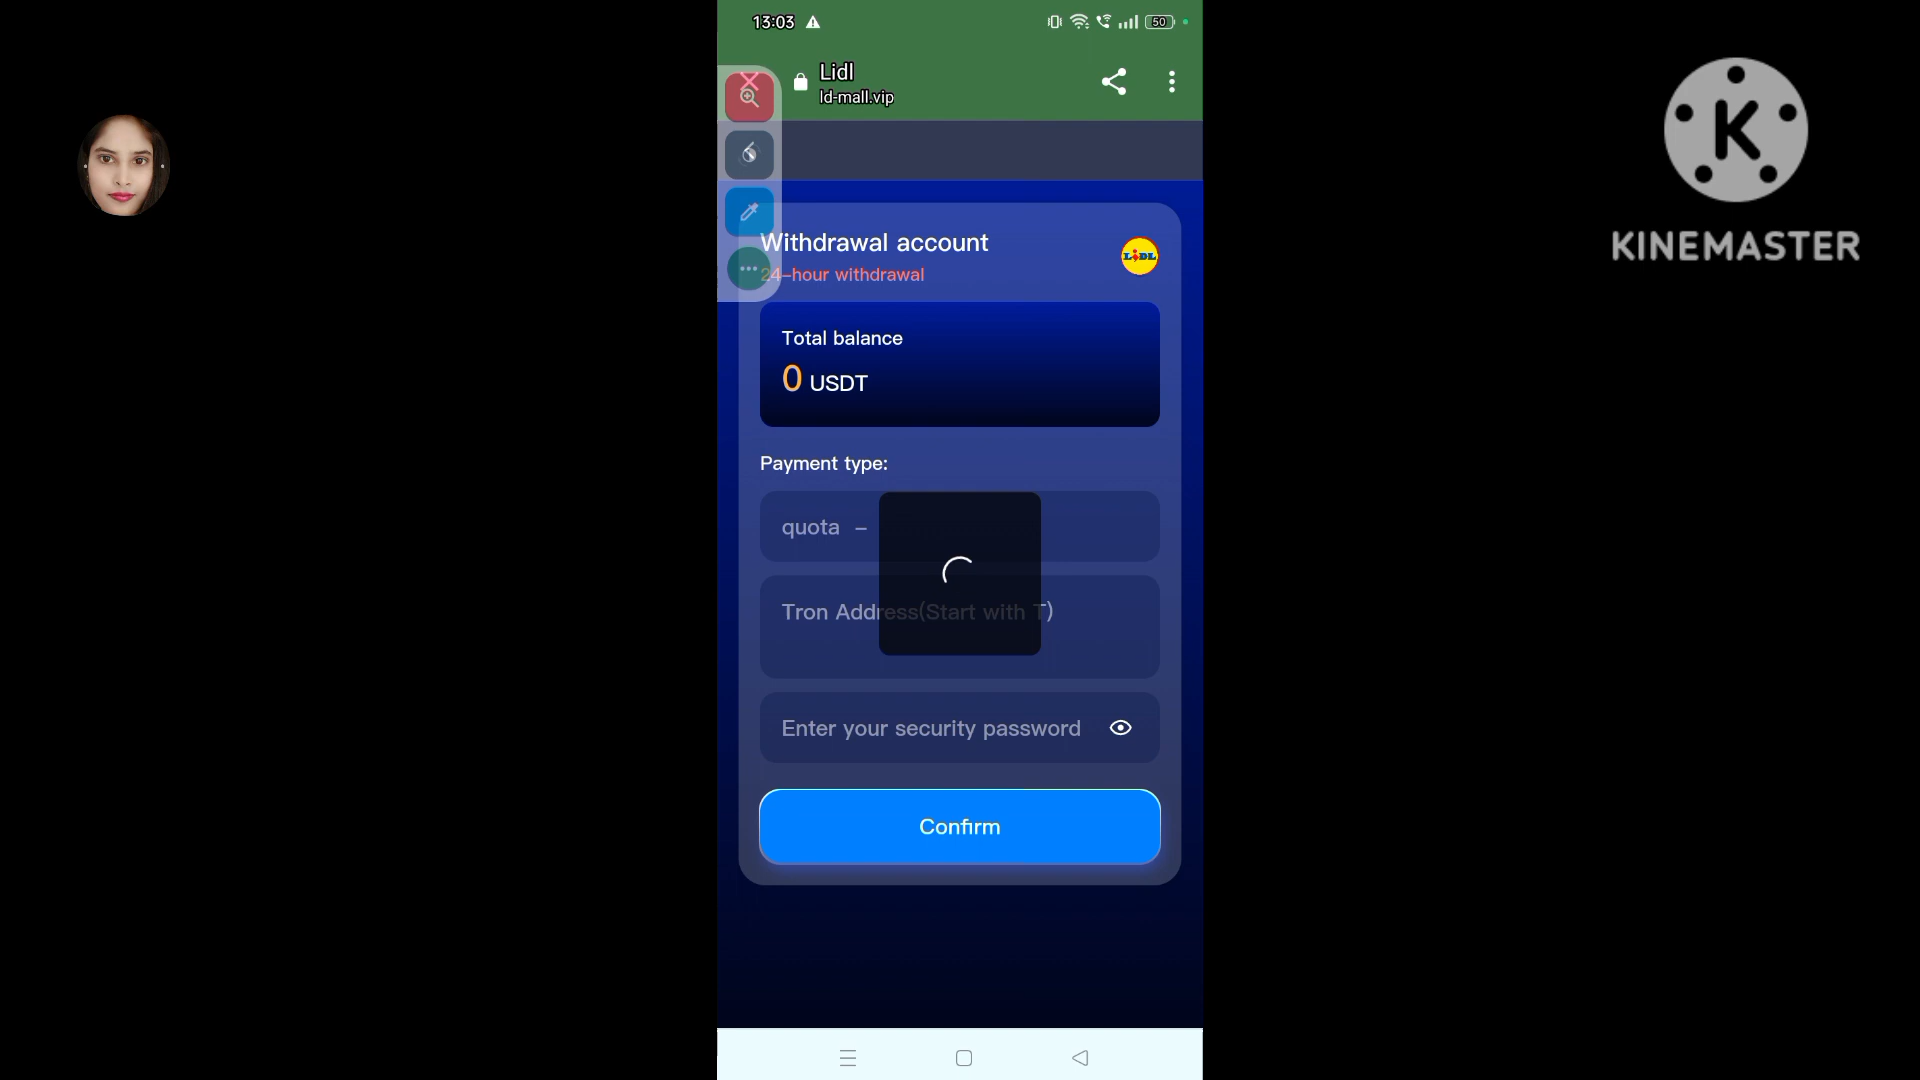 13:03
50
Lidl
ld-mall.vip
Withdrawal account
24-hour withdrawal
LIDL
Total balance
0 USDT
Payment type:
quota -
Tron Address(Start with T)
Enter your security password
Confirm
K
KINEMASTER